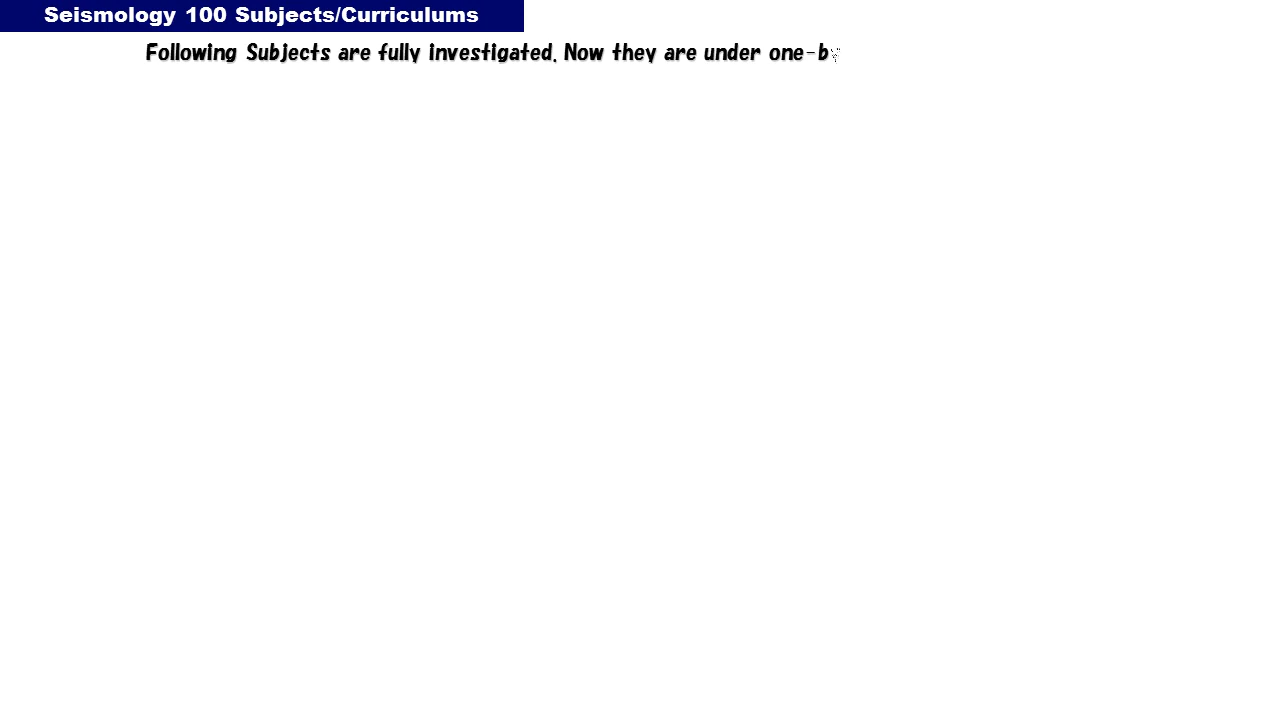 Seismology 100 Subjects/Curriculums
Following Subjects are fully investigated. Now they are under one-b